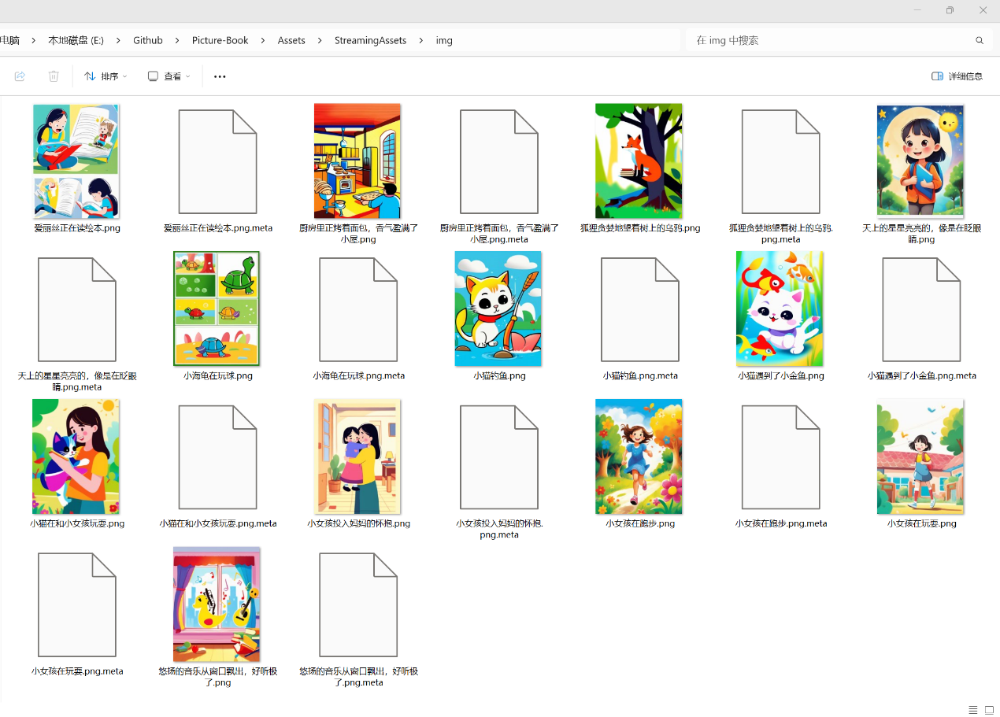 电脑 > 本地磁盘 (E:) > Github > Picture-Book > Assets > StreamingAssets > img
在 img 中搜索
排序
查看
详细信息
爱丽丝正在读绘本.png
爱丽丝正在读绘本.png.meta
厨房里正烤着面包，香气盈满了
小屋.png
厨房里正烤着面包，香气盈满了
小屋.png.meta
狐狸贪婪地望着树上的乌鸦.png
狐狸贪婪地望着树上的乌鸦.
png.meta
天上的星星亮亮的，像是在眨眼
睛.png
天上的星星亮亮的，像是在眨眼
睛.png.meta
小海龟在玩球.png
小海龟在玩球.png.meta
小猫钓鱼.png
小猫钓鱼.png.meta
小猫遇到了小金鱼.png
小猫遇到了小金鱼.png.meta
小猫在和小女孩玩耍.png
小猫在和小女孩玩耍.png.meta
小女孩投入妈妈的怀抱.png
小女孩投入妈妈的怀抱.
png.meta
小女孩在跑步.png
小女孩在跑步.png.meta
小女孩在玩耍.png
小女孩在玩耍.png.meta
悠扬的音乐从窗口飘出，好听极
了.png
悠扬的音乐从窗口飘出，好听极
了.png.meta